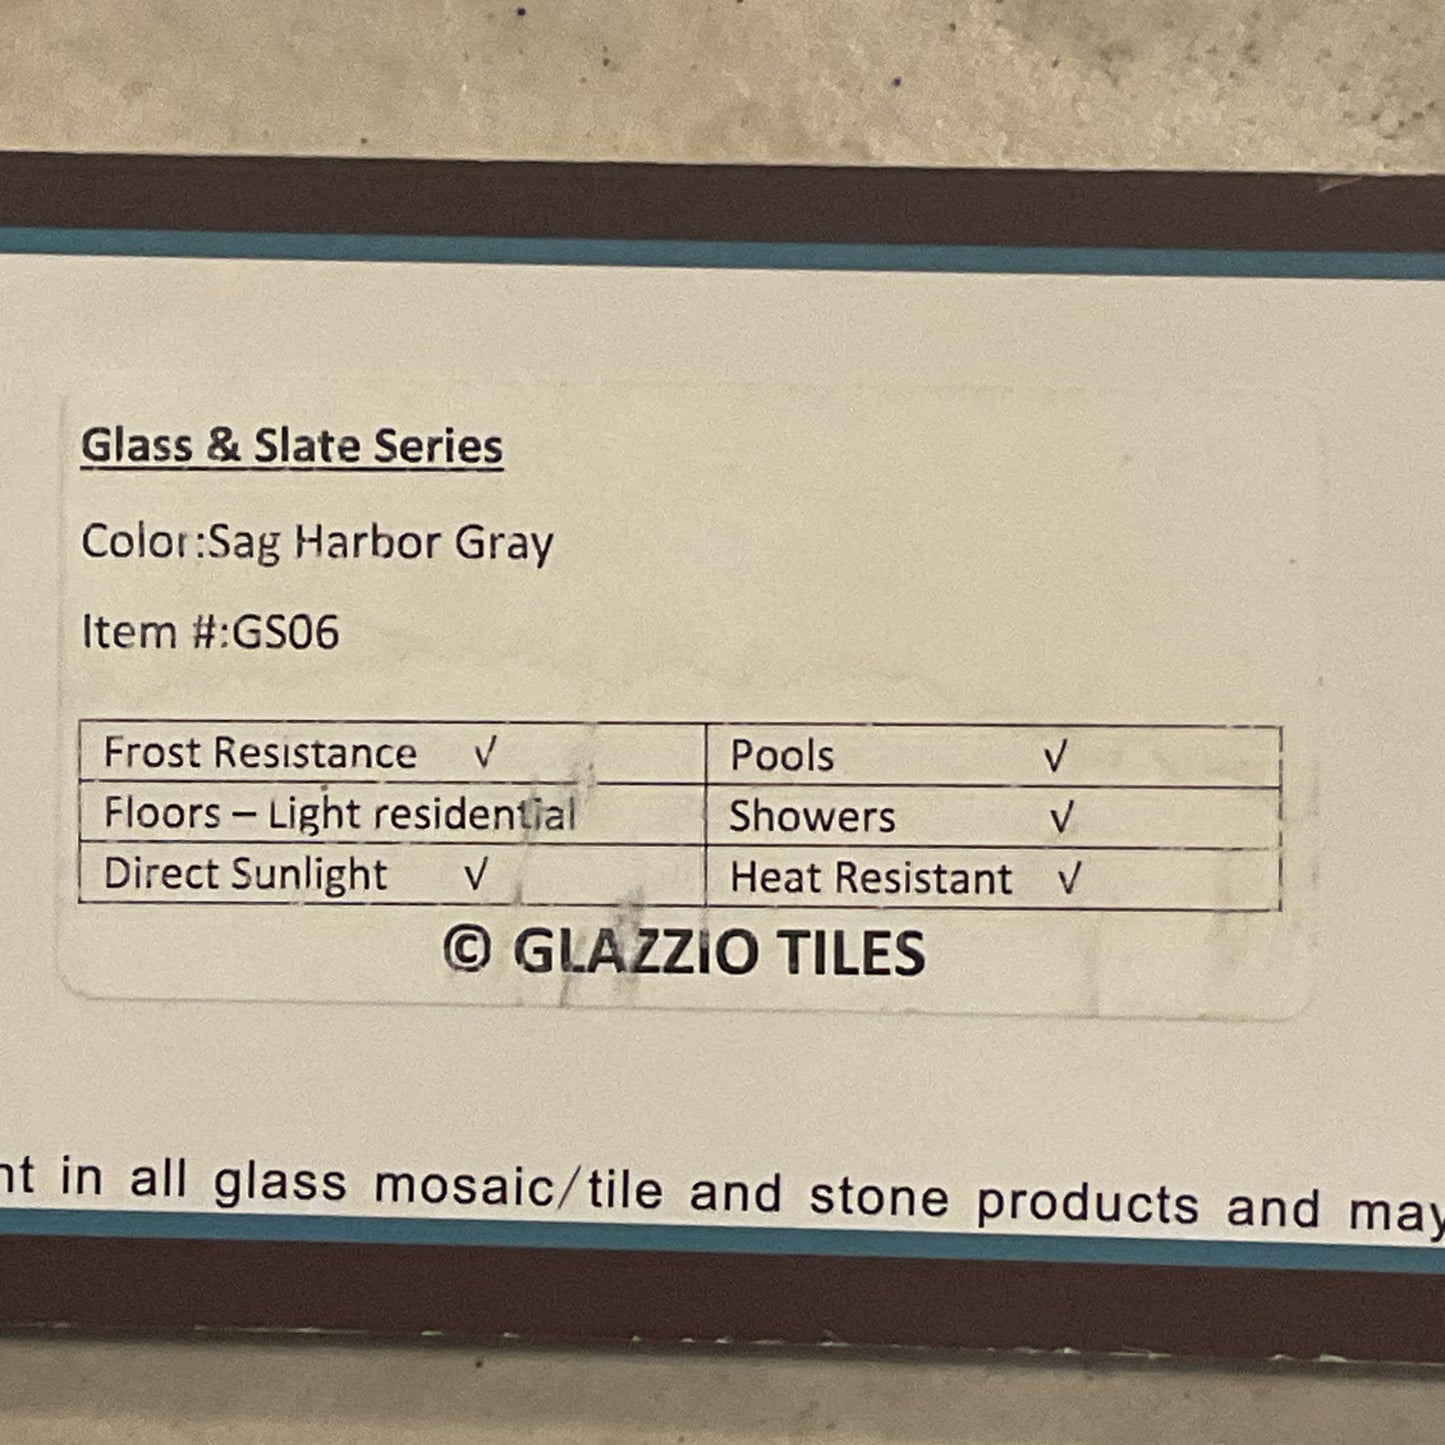 Glass & Slate Series
Color:Sag Harbor Gray
Item #:GS06
Frost Resistance √ Pools √
Floors – Light residential Showers √
Direct Sunlight √ Heat Resistant √
© GLAZZIO TILES
in all glass mosaic/tile and stone products and may